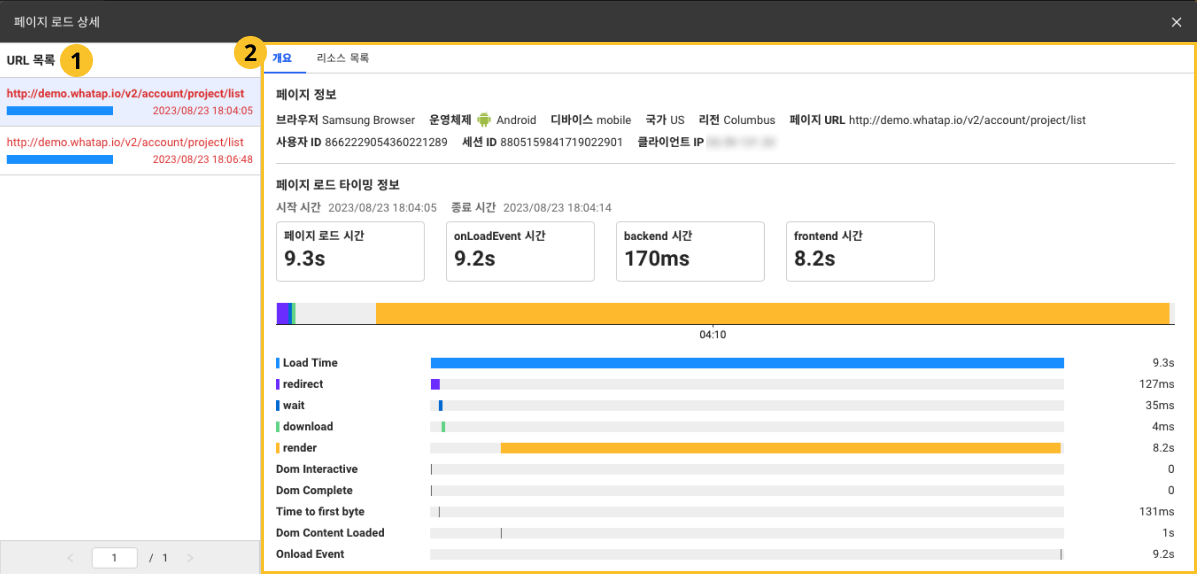 페이지 로드 상세
URL 목록 1
http://demo.whatap.io/v2/account/project/list
2023/08/23 18:04:05
http://demo.whatap.io/v2/account/project/list
2023/08/23 18:06:48
< 1 / 1 >
2 개요 리소스 목록
페이지 정보
브라우저 Samsung Browser 운영체제 Android 디바이스 mobile 국가 US 리전 Columbus 페이지 URL http://demo.whatap.io/v2/account/project/list
사용자 ID 8662229054360221289 세션 ID 8805159841719022901 클라이언트 IP
페이지 로드 타이밍 정보
시작 시간 2023/08/23 18:04:05 종료 시간 2023/08/23 18:04:14
페이지 로드 시간 onLoadEvent 시간 backend 시간 frontend 시간
9.3s 9.2s 170ms 8.2s
04:10
Load Time 9.3s
redirect 127ms
wait 35ms
download 4ms
render 8.2s
Dom Interactive 0
Dom Complete 0
Time to first byte 131ms
Dom Content Loaded 1s
Onload Event 9.2s